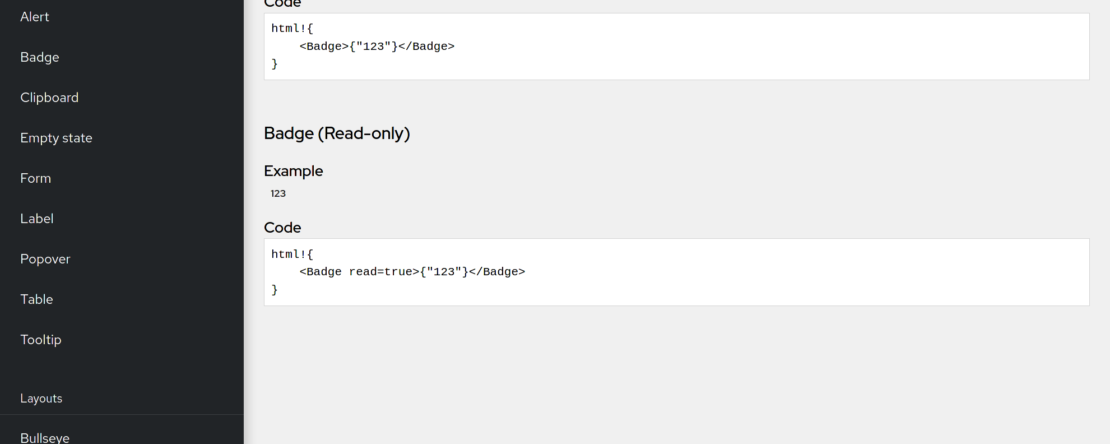 Alert
Badge
Clipboard
Empty state
Form
Label
Popover
Table
Tooltip
Layouts
Bullseye
Code
html!{
    <Badge>{"123"}</Badge>
}
Badge (Read-only)
Example
123
Code
html!{
    <Badge read=true>{"123"}</Badge>
}